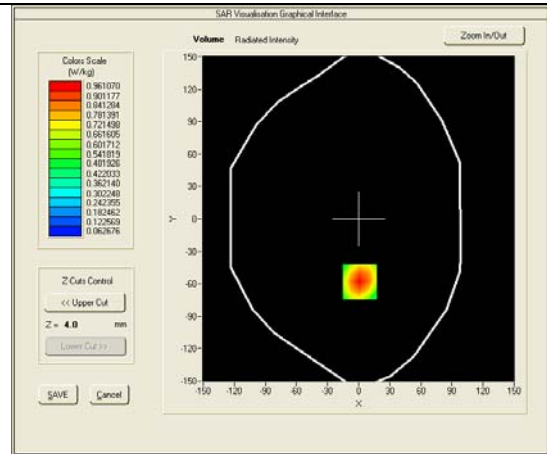 SAR Visualisation Graphical Interface
Volume Radiated Intensity
Zoom In/Out
Colors Scale
(W/kg)
0.961070
0.901177
0.841284
0.781391
0.721498
0.661605
0.601712
0.541819
0.481926
0.422033
0.362140
0.302248
0.242355
0.182462
0.122569
0.062676
Z Cuts Control
<< Upper Cut
Z = 4.0 mm
Lower Cut >>
SAVE
Cancel
150-
120-
90-
60-
30-
Y 0-
-30-
-60-
-90-
-120-
-150-
-150 -120 -90 -60 -30 0 30 60 90 120 150
X